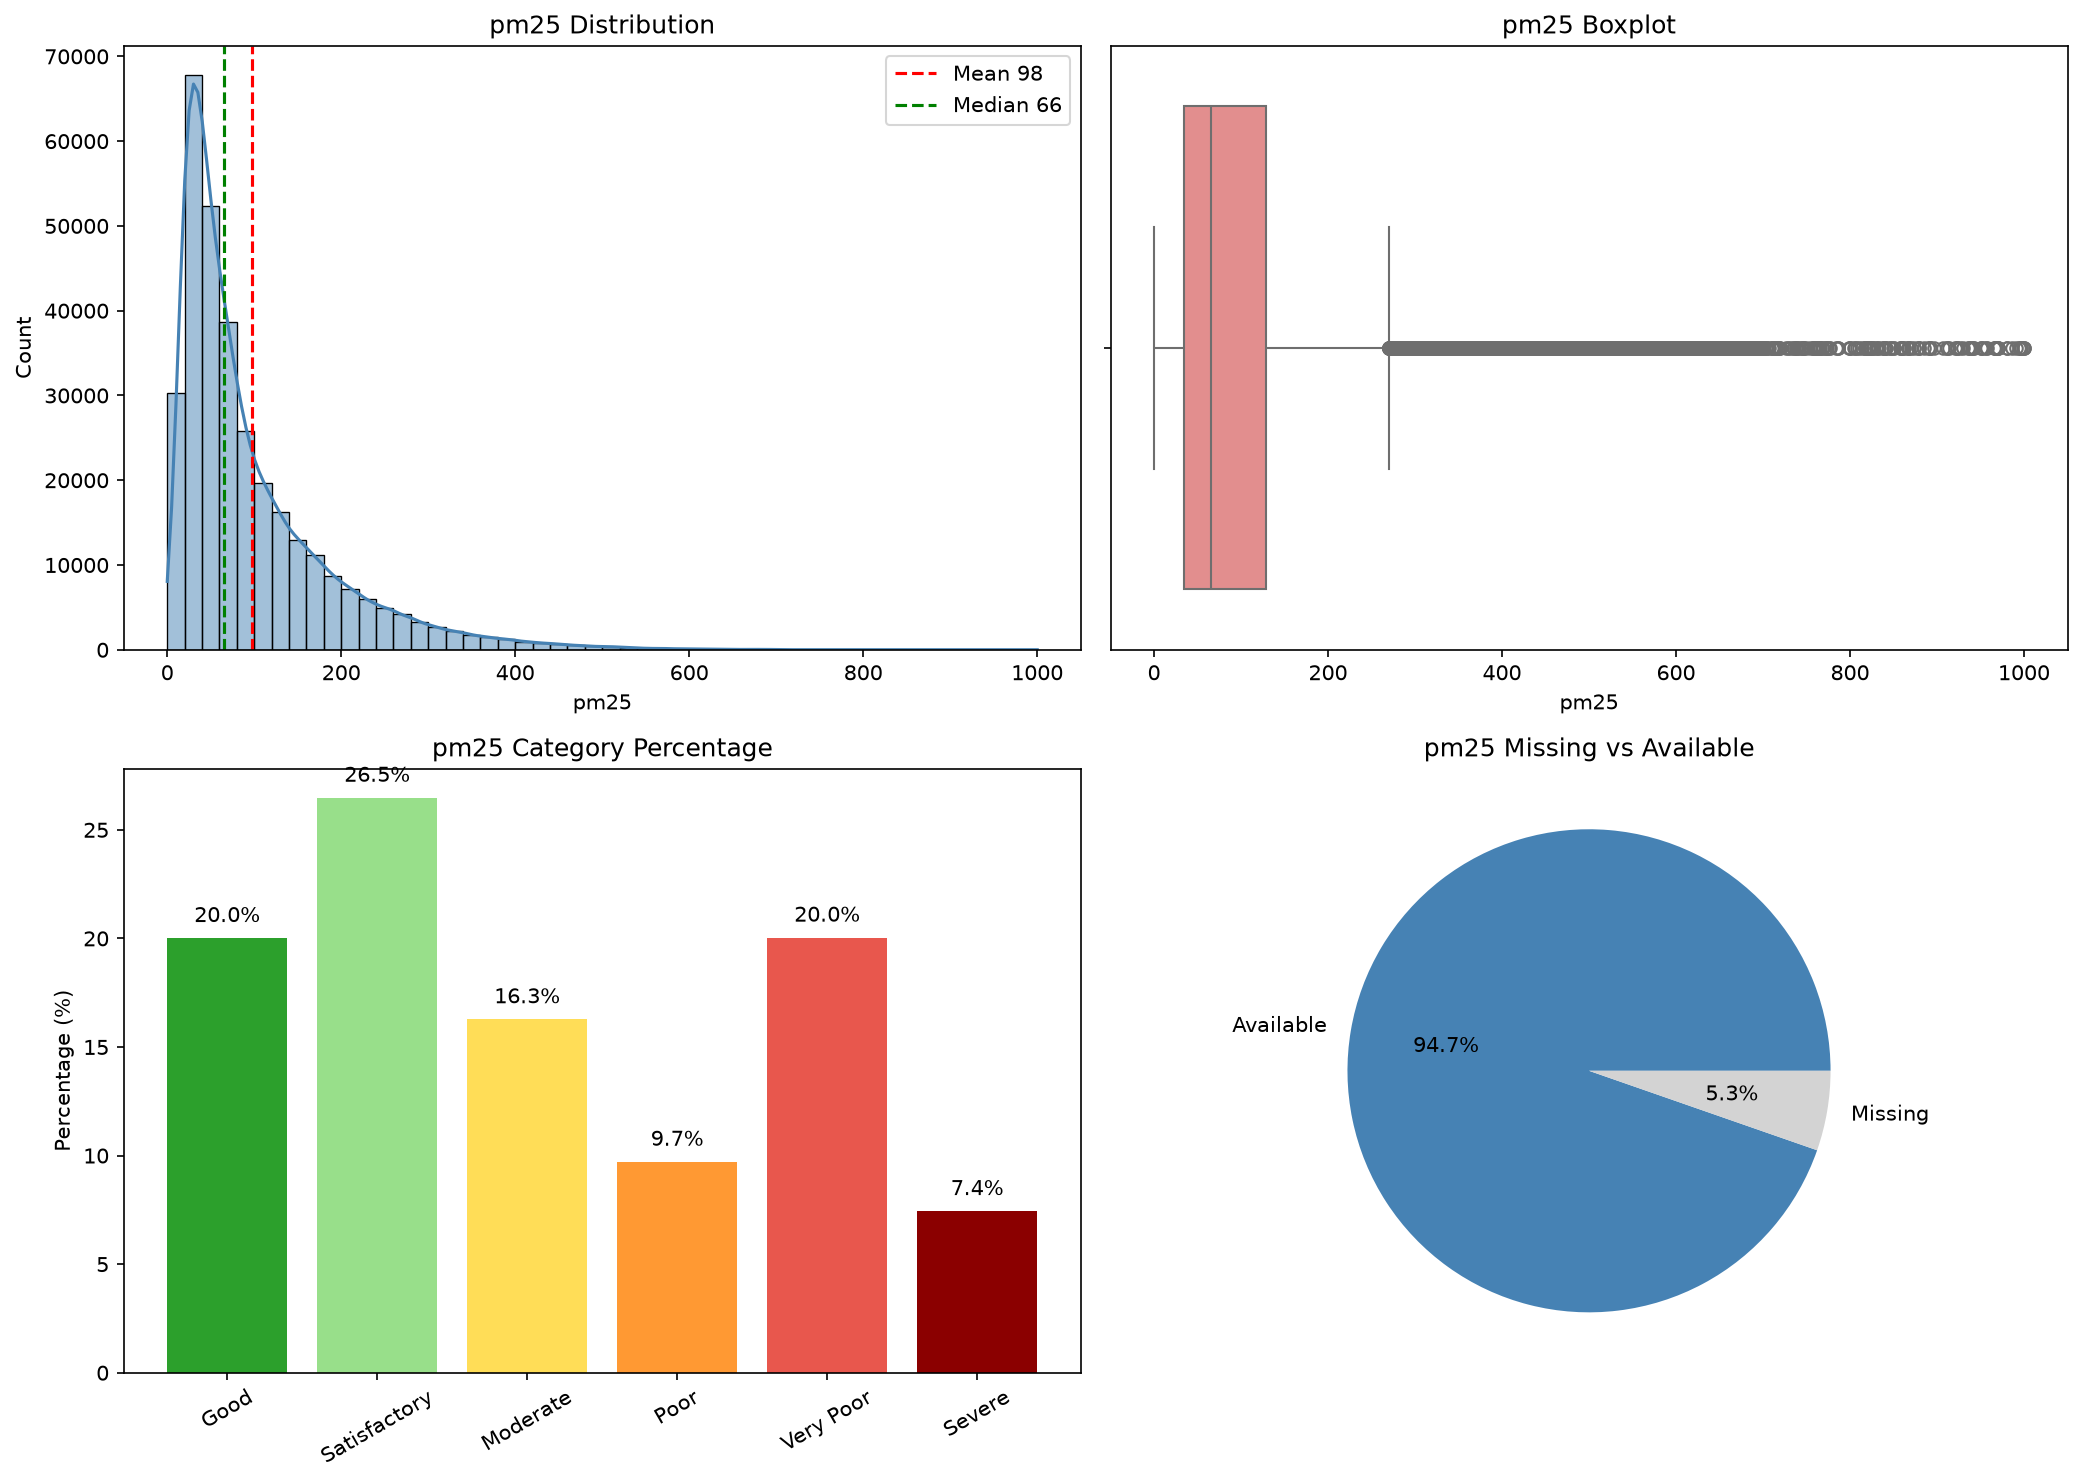 pm25 Distribution
70000
60000
50000
40000
30000
20000
10000
0
Count
Mean 98
Median 66
0 200 400 600 800 1000
pm25
pm25 Boxplot
0 200 400 600 800 1000
pm25
pm25 Category Percentage
25
20
15
10
5
0
Percentage (%)
20.0%
26.5%
16.3%
9.7%
20.0%
7.4%
Good
Satisfactory
Moderate
Poor
Very Poor
Severe
pm25 Missing vs Available
Available
94.7%
5.3%
Missing